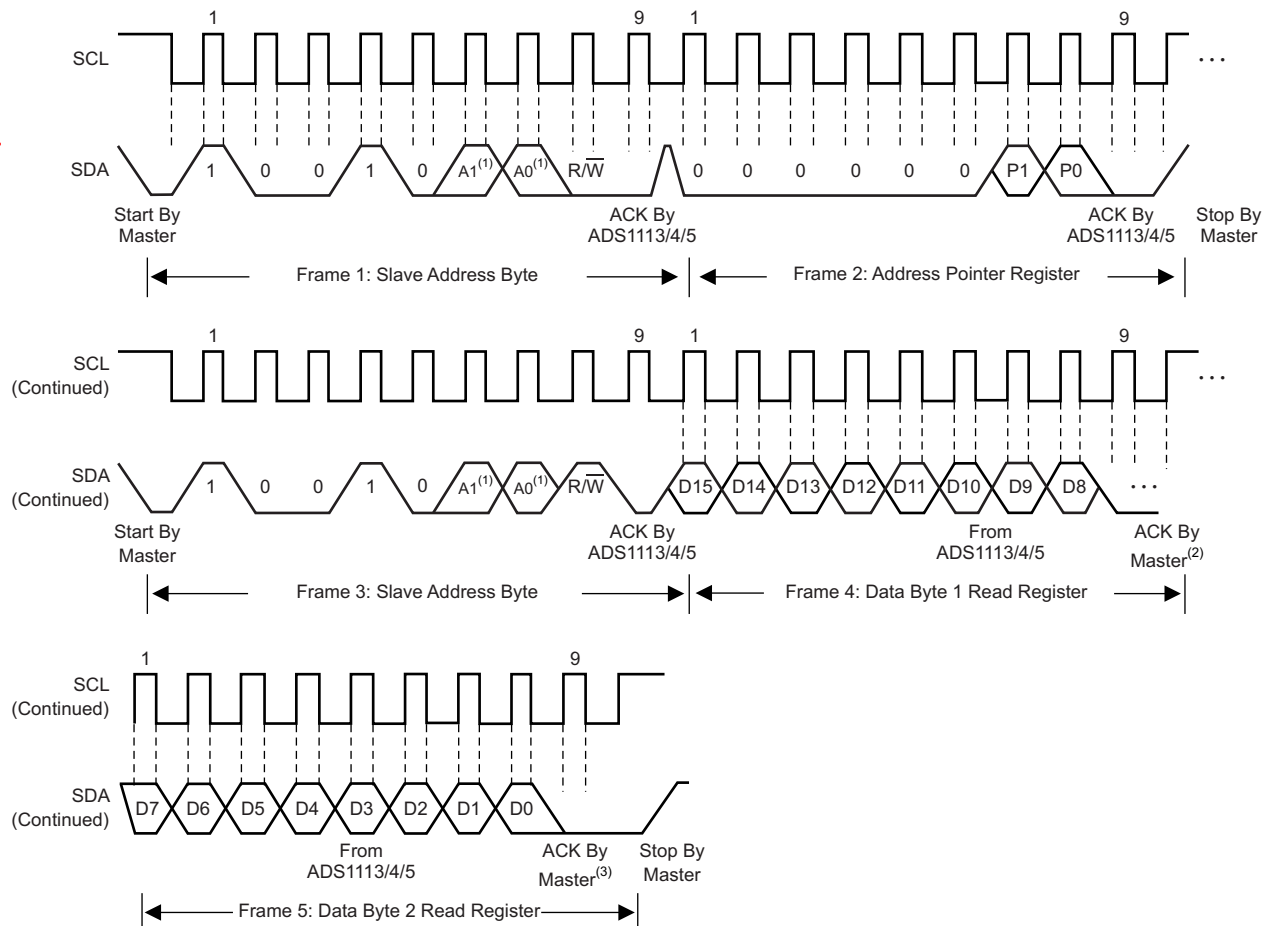 1 9 1 9
SCL ...
SDA 1 0 0 1 0 A1(1) A0(1) R/W̅ 0 0 0 0 0 0 P1 P0
Start By Master ACK By ADS1113/4/5 ACK By ADS1113/4/5 Stop By Master
Frame 1: Slave Address Byte Frame 2: Address Pointer Register
1 9 1 9
SCL (Continued) ...
SDA (Continued) 1 0 0 1 0 A1(1) A0(1) R/W̅ D15 D14 D13 D12 D11 D10 D9 D8 ...
Start By Master ACK By ADS1113/4/5 From ADS1113/4/5 ACK By Master(2)
Frame 3: Slave Address Byte Frame 4: Data Byte 1 Read Register
1 9
SCL (Continued)
SDA (Continued) D7 D6 D5 D4 D3 D2 D1 D0
From ADS1113/4/5 ACK By Master(3) Stop By Master
Frame 5: Data Byte 2 Read Register